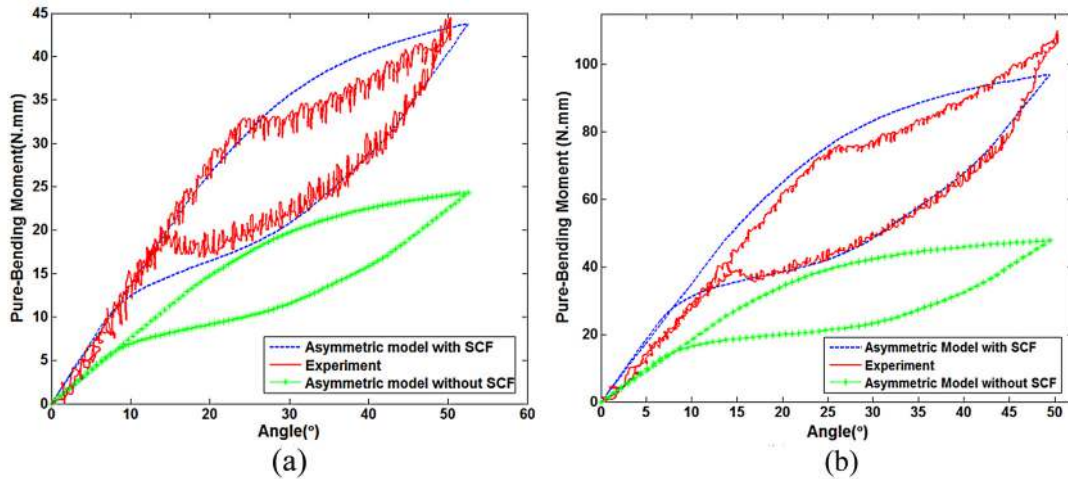 45
40
35
30
25
20
15
10
5
0
Pure-Bending Moment(N.mm)
Asymmetric model with SCF
Experiment
Asymmetric model without SCF
0 10 20 30 40 50 60
Angle(º)
(a)
100
80
60
40
20
0
Pure-Bending Moment (N.mm)
Asymmetric Model with SCF
Experiment
Asymmetric Model without SCF
0 5 10 15 20 25 30 35 40 45 50
Angle(º)
(b)